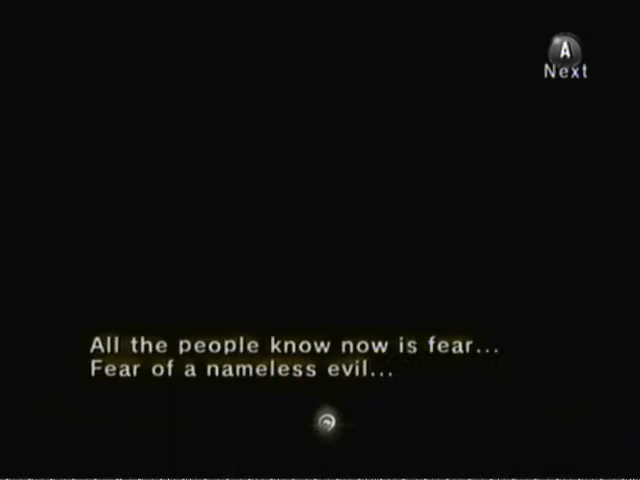 A
Next
All the people know now is fear...
Fear of a nameless evil...